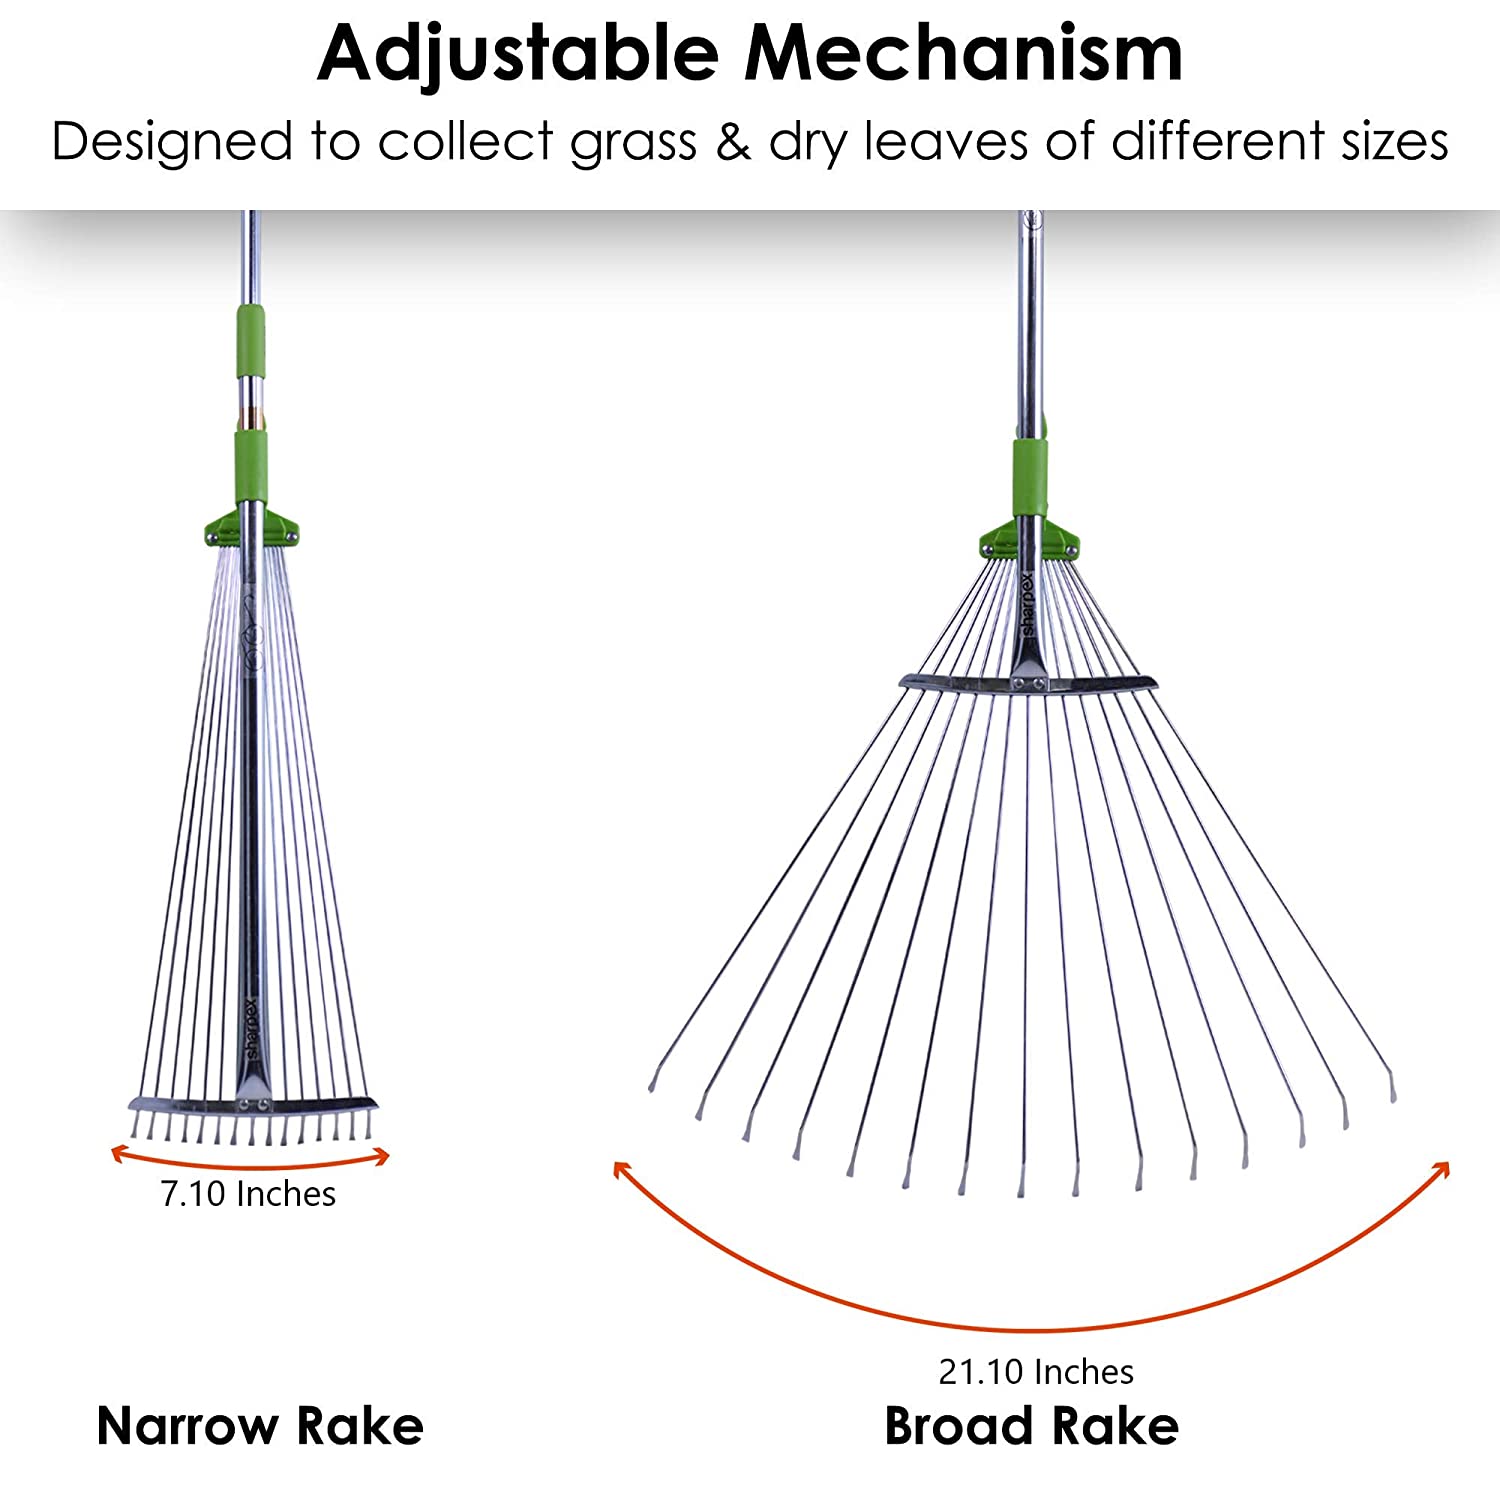 Adjustable Mechanism
Designed to collect grass & dry leaves of different sizes
sharpex
sharpex
7.10 Inches
21.10 Inches
Narrow Rake
Broad Rake